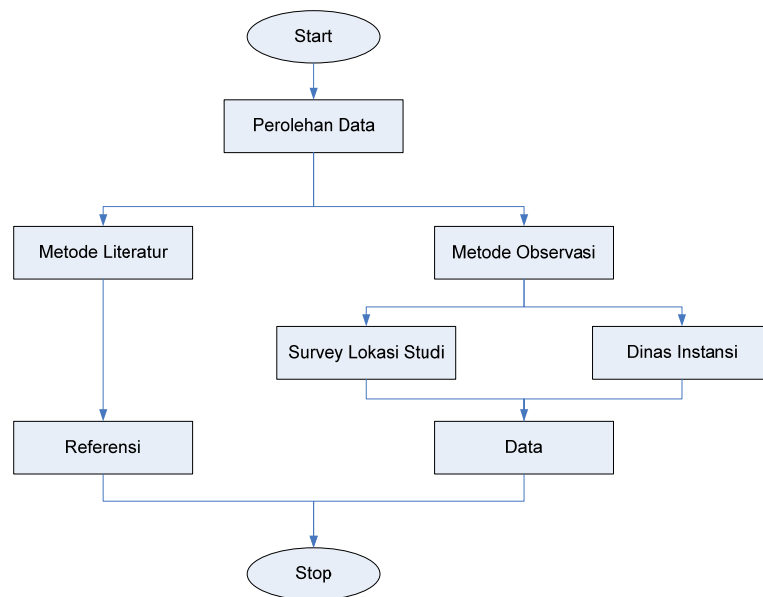 Start
Perolehan Data
Metode Literatur
Metode Observasi
Survey Lokasi Studi
Dinas Instansi
Referensi
Data
Stop